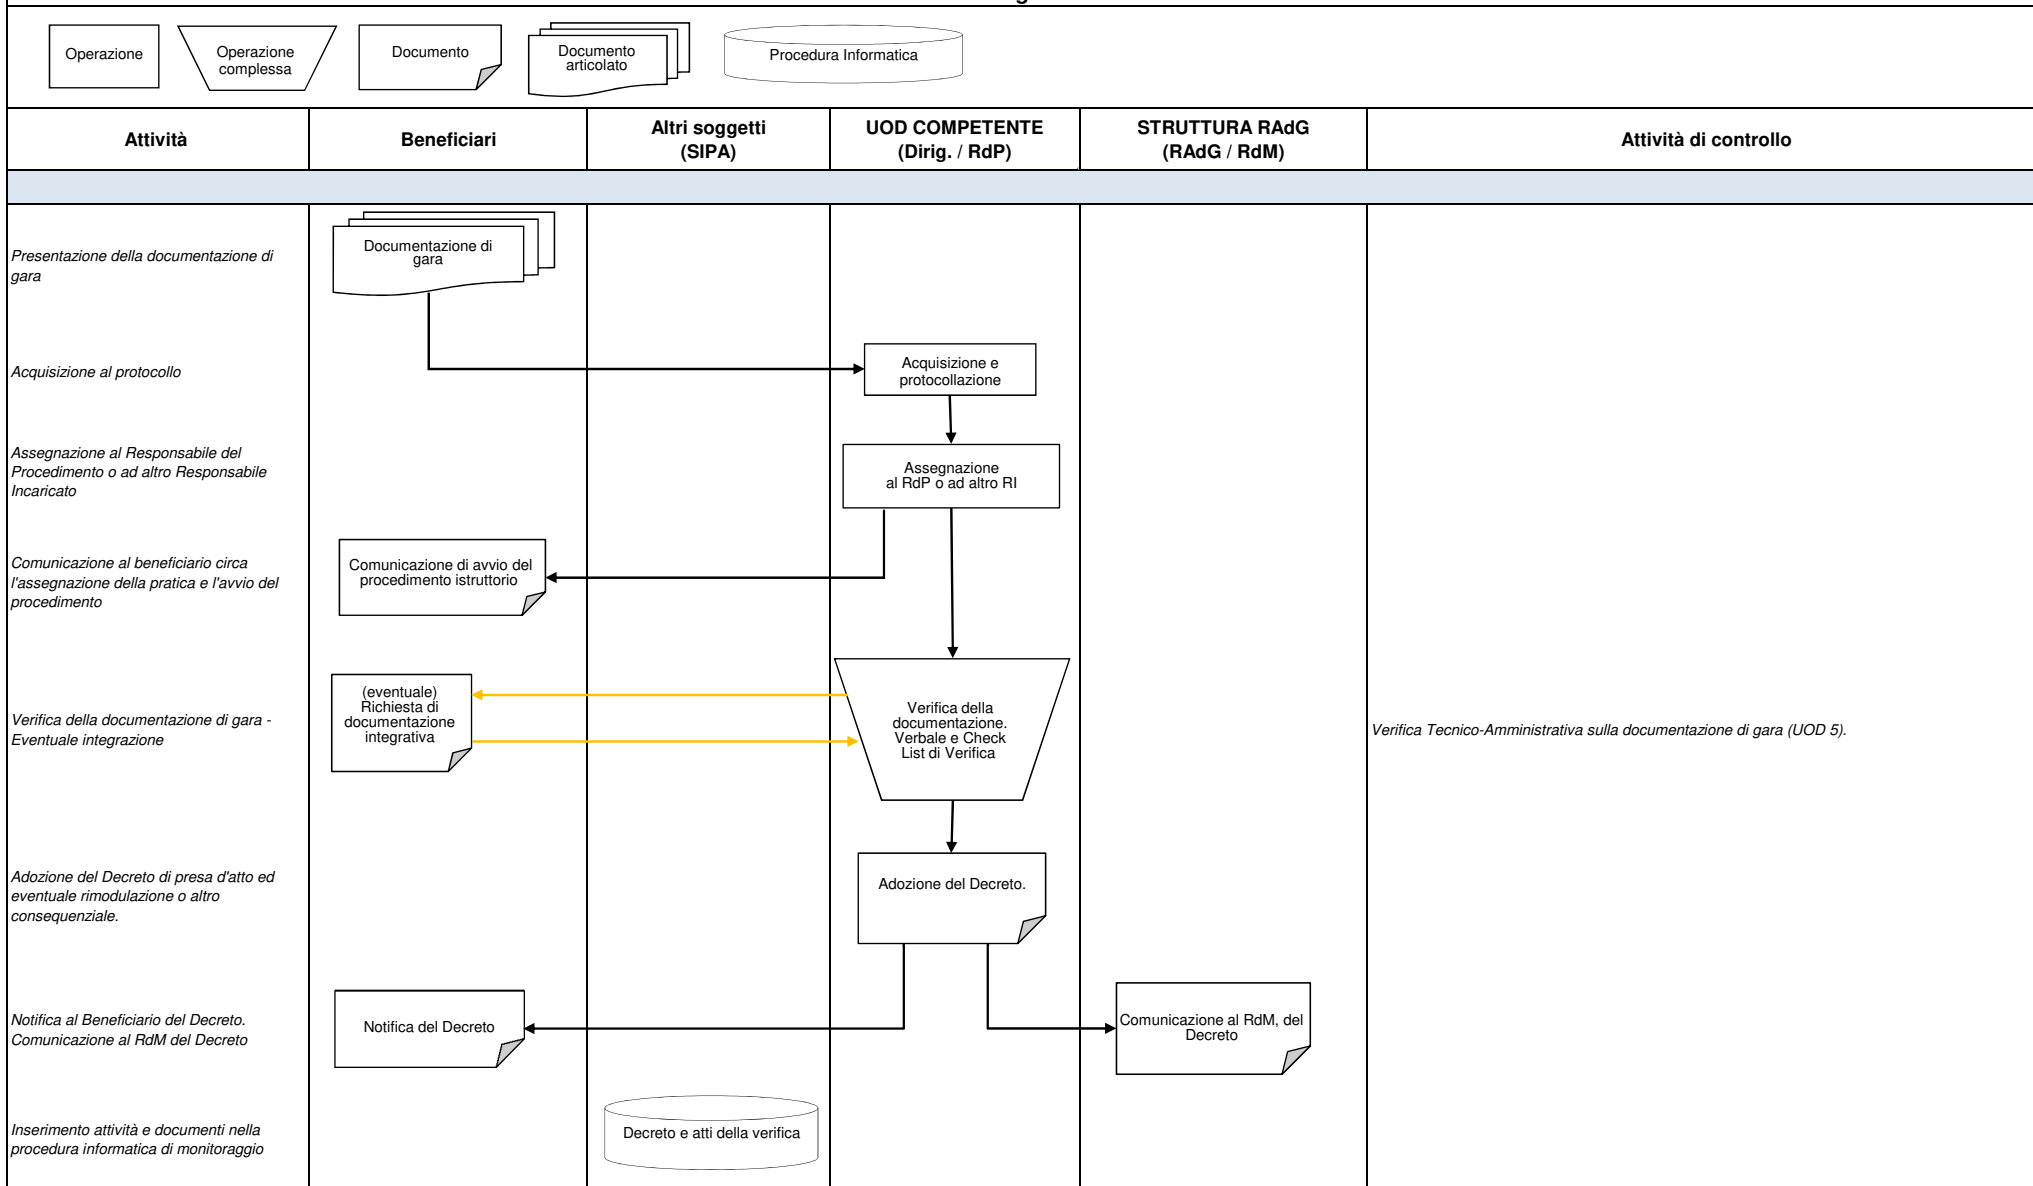 Operazione
Operazione
complessa
Documento
Documento
articolato
Procedura Informatica
Attività
Beneficiari
Altri soggetti
(SIPA)
UOD COMPETENTE
(Dirig. / RdP)
STRUTTURA RAdG
(RAdG / RdM)
Attività di controllo
Presentazione della documentazione di
gara
Documentazione di
gara
Acquisizione al protocollo
Acquisizione e
protocollazione
Assegnazione al Responsabile del
Procedimento o ad altro Responsabile
Incaricato
Assegnazione
al RdP o ad altro RI
Comunicazione al beneficiario circa
l'assegnazione della pratica e l'avvio del
procedimento
Comunicazione di avvio del
procedimento istruttorio
Verifica della documentazione di gara -
Eventuale integrazione
(eventuale)
Richiesta di
documentazione
integrativa
Verifica della
documentazione.
Verbale e Check
List di Verifica
Verifica Tecnico-Amministrativa sulla documentazione di gara (UOD 5).
Adozione del Decreto di presa d'atto ed
eventuale rimodulazione o altro
consequenziale.
Adozione del Decreto.
Notifica al Beneficiario del Decreto.
Comunicazione al RdM del Decreto
Notifica del Decreto
Comunicazione al RdM, del
Decreto
Inserimento attività e documenti nella
procedura informatica di monitoraggio
Decreto e atti della verifica